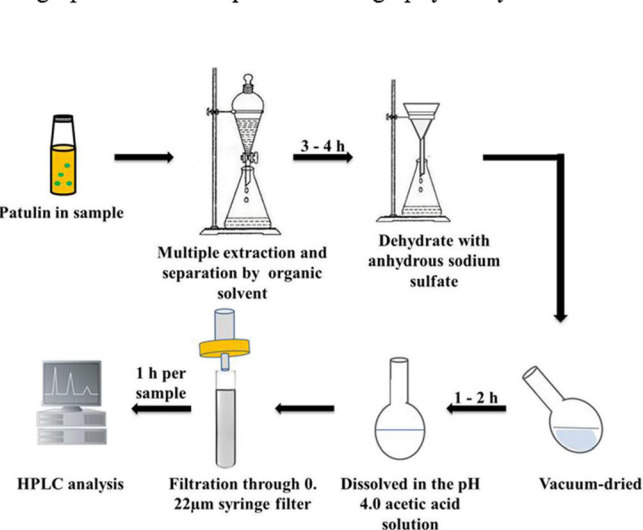 Patulin in sample
3 - 4 h
Multiple extraction and
separation by organic
solvent
Dehydrate with
anhydrous sodium
sulfate
1 h per
sample
1 - 2 h
HPLC analysis
Filtration through 0.
22μm syringe filter
Dissolved in the pH
4.0 acetic acid
solution
Vacuum-dried